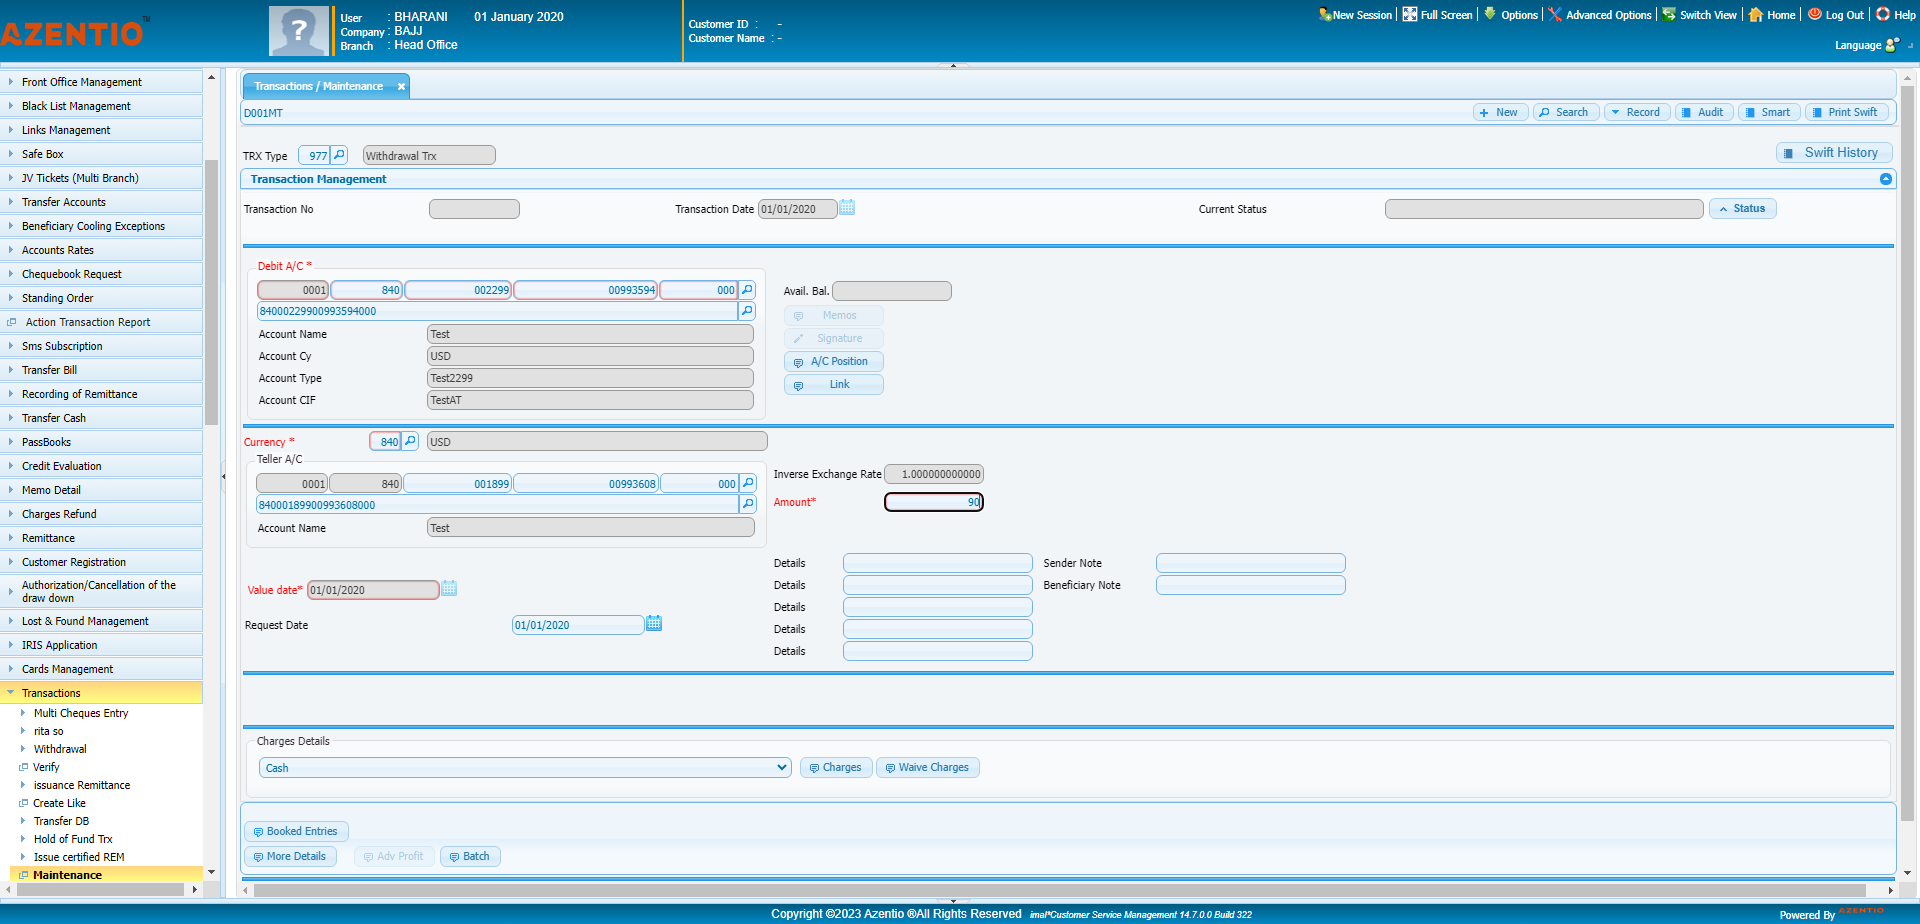 AZENTIO™
User : BHARANI 01 January 2020
Company : BAJJ
Branch : Head Office
Customer ID : -
Customer Name : -
New Session Full Screen Options Advanced Options Switch View Home Log Out Help
Language
Front Office Management
Black List Management
Links Management
Safe Box
JV Tickets (Multi Branch)
Transfer Accounts
Beneficiary Cooling Exceptions
Accounts Rates
Chequebook Request
Standing Order
Action Transaction Report
Sms Subscription
Transfer Bill
Recording of Remittance
Transfer Cash
PassBooks
Credit Evaluation
Memo Detail
Charges Refund
Remittance
Customer Registration
Authorization/Cancellation of the
draw down
Lost & Found Management
IRIS Application
Cards Management
Transactions
Multi Cheques Entry
rita so
Withdrawal
Verify
issuance Remittance
Create Like
Transfer DB
Hold of Fund Trx
Issue certified REM
Maintenance
Transactions / Maintenance
D001MT
New Search Record Audit Smart Print Swift
TRX Type 977 Withdrawal Trx
Swift History
Transaction Management
Transaction No Transaction Date 01/01/2020 Current Status Status
Debit A/C *
0001 840 002299 00993594 000
84000229900993594000
Account Name Test
Account Cy USD
Account Type Test2299
Account CIF TestAT
Avail. Bal.
Memos
Signature
A/C Position
Link
Currency * 840 USD
Teller A/C
0001 840 001899 00993608 000
84000189900993608000
Account Name Test
Inverse Exchange Rate 1.000000000000
Amount* 90
Value date* 01/01/2020
Request Date 01/01/2020
Details Sender Note
Details Beneficiary Note
Details
Details
Details
Charges Details
Cash Charges Waive Charges
Booked Entries
More Details Adv Profit Batch
Copyright ©2023 Azentio ®All Rights Reserved imal*Customer Service Management 14.7.0.0 Build 322
Powered By AZENTIO